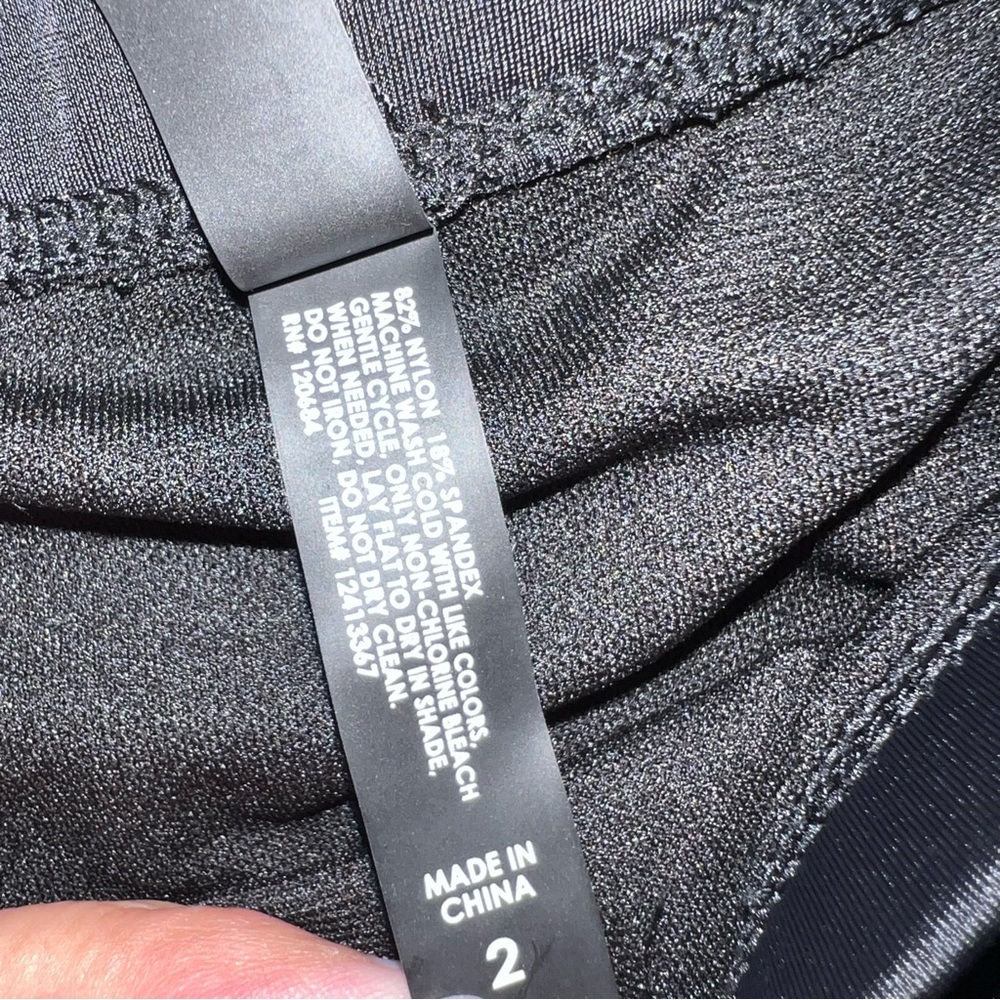 82% NYLON 18% SPANDEX
MACHINE WASH COLD WITH LIKE COLORS,
GENTLE CYCLE. ONLY NON-CHLORINE BLEACH
WHEN NEEDED, LAY FLAT TO DRY IN SHADE,
DO NOT IRON, DO NOT DRY CLEAN.
RN# 120684 ITEM# 12413367
MADE IN
CHINA
2